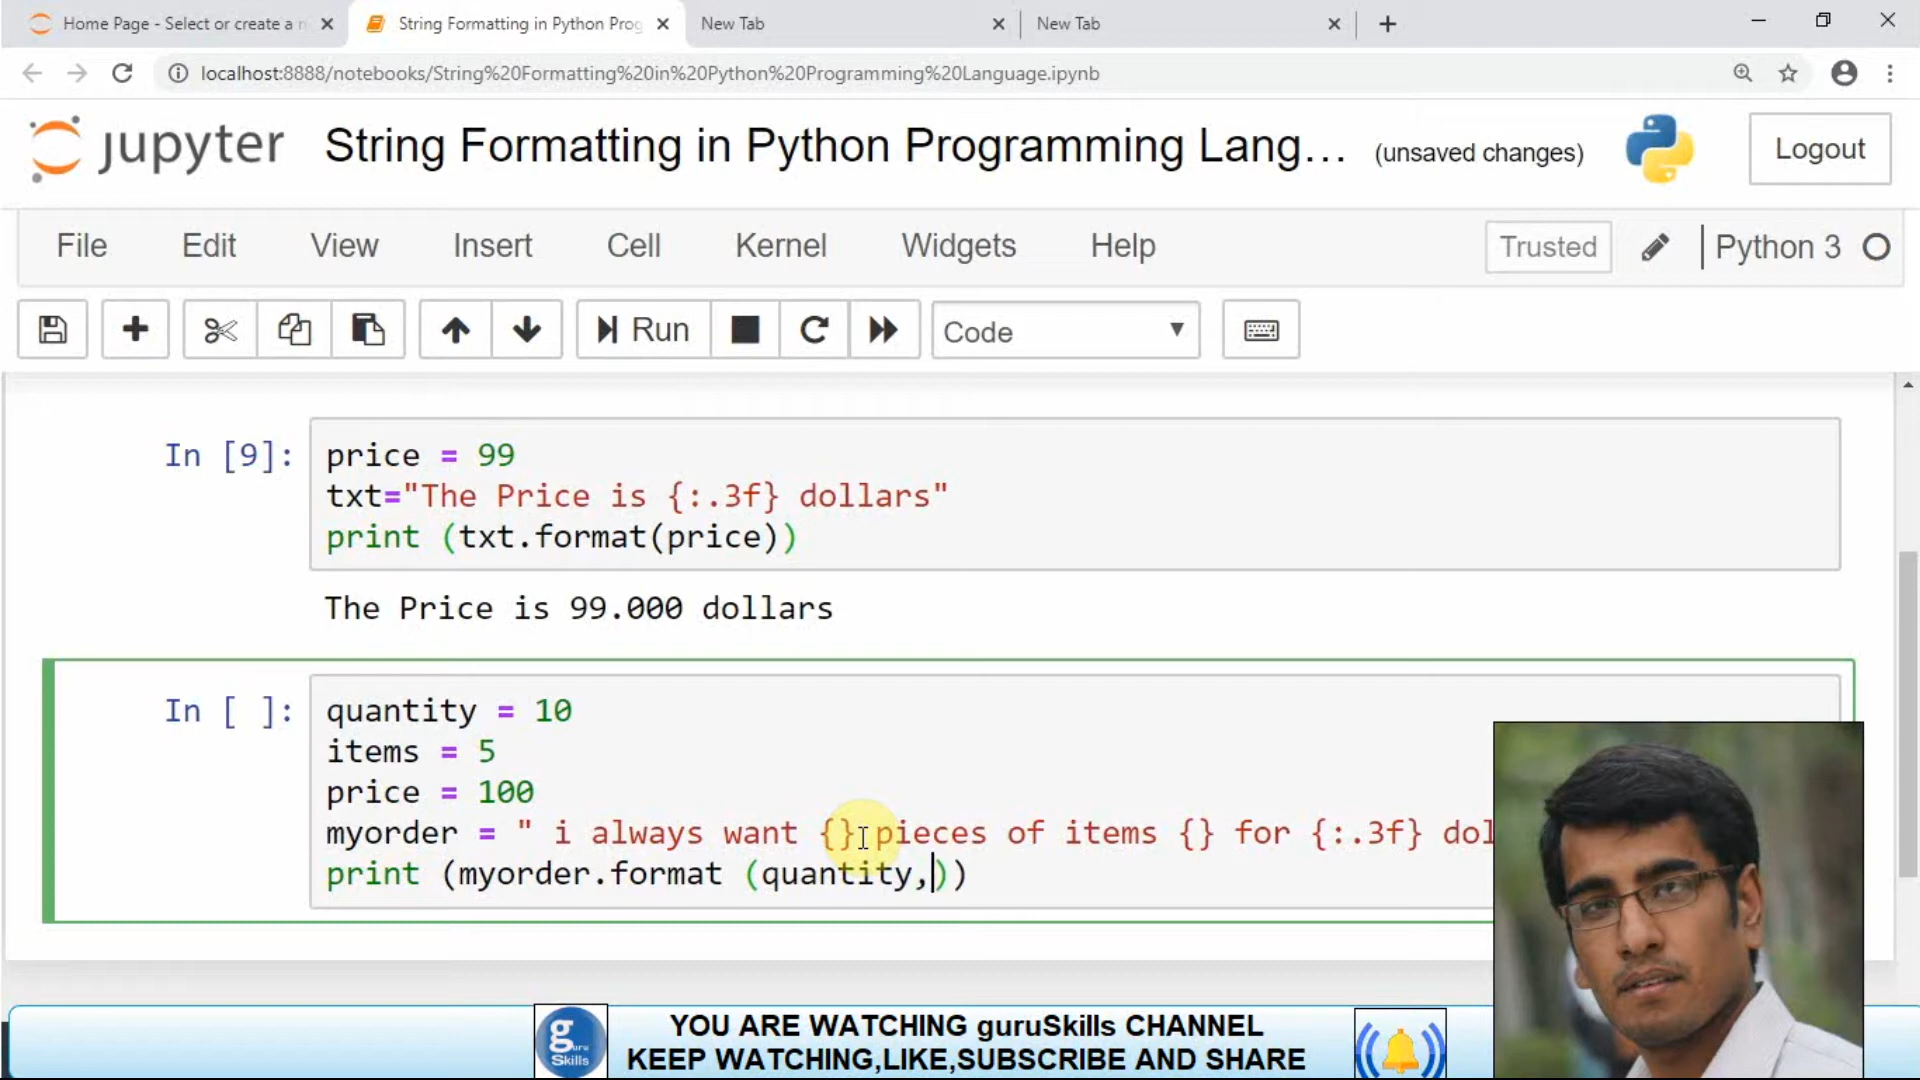 Home Page - Select or create a n
String Formatting in Python Prog
New Tab
New Tab
localhost:8888/notebooks/String%20Formatting%20in%20Python%20Programming%20Language.ipynb
jupyter
String Formatting in Python Programming Lang...
(unsaved changes)
Logout
File Edit View Insert Cell Kernel Widgets Help
Trusted
Python 3
Run
Code
In [9]:
price = 99
txt="The Price is {:.3f} dollars"
print (txt.format(price))
The Price is 99.000 dollars
In [ ]:
quantity = 10
items = 5
price = 100
myorder = " i always want {} pieces of items {} for {:.3f} dol
print (myorder.format (quantity,))
guru
Skills
YOU ARE WATCHING guruSkills CHANNEL
KEEP WATCHING,LIKE,SUBSCRIBE AND SHARE